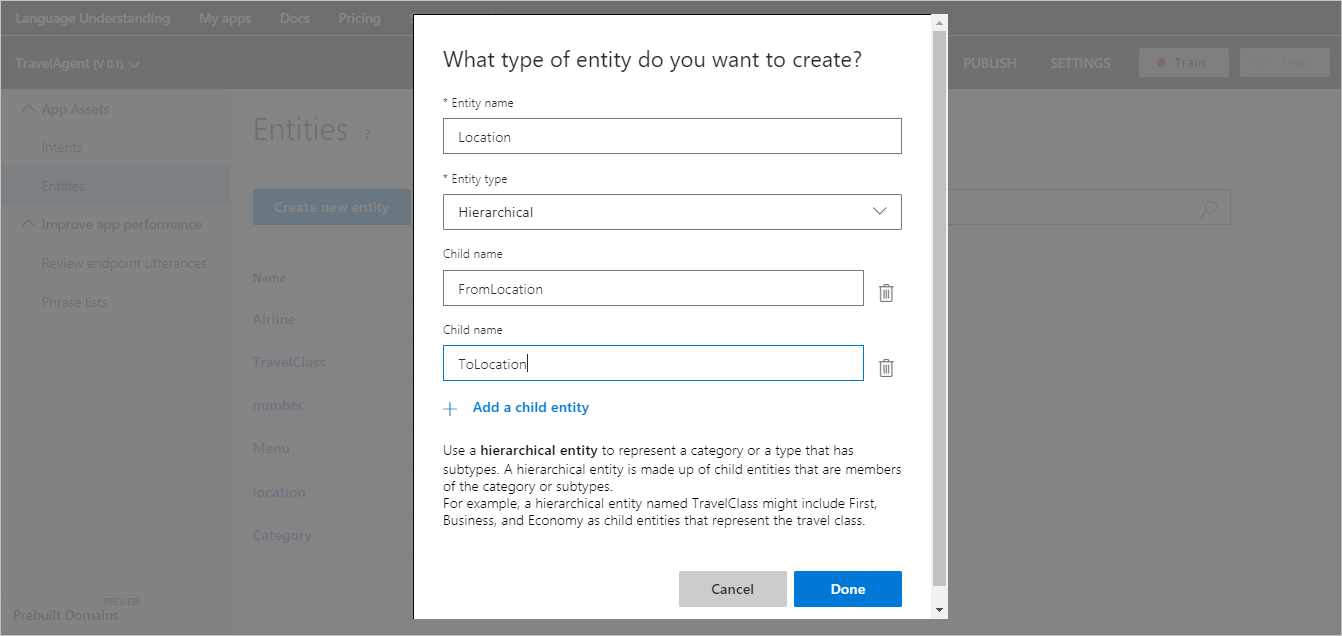 Language Understanding My apps Docs Pricing
TravelAgent (V 0.1)
PUBLISH SETTINGS Train Test
App Assets
Intents
Entities
Improve app performance
Review endpoint utterances
Phrase lists
PREVIEW
Prebuilt Domains
Entities ?
Create new entity
Name
Airline
TravelClass
number
Menu
location
Category
What type of entity do you want to create?
* Entity name
Location
* Entity type
Hierarchical
Child name
FromLocation
Child name
ToLocation
+ Add a child entity
Use a hierarchical entity to represent a category or a type that has
subtypes. A hierarchical entity is made up of child entities that are members
of the category or subtypes.
For example, a hierarchical entity named TravelClass might include First,
Business, and Economy as child entities that represent the travel class.
Cancel Done